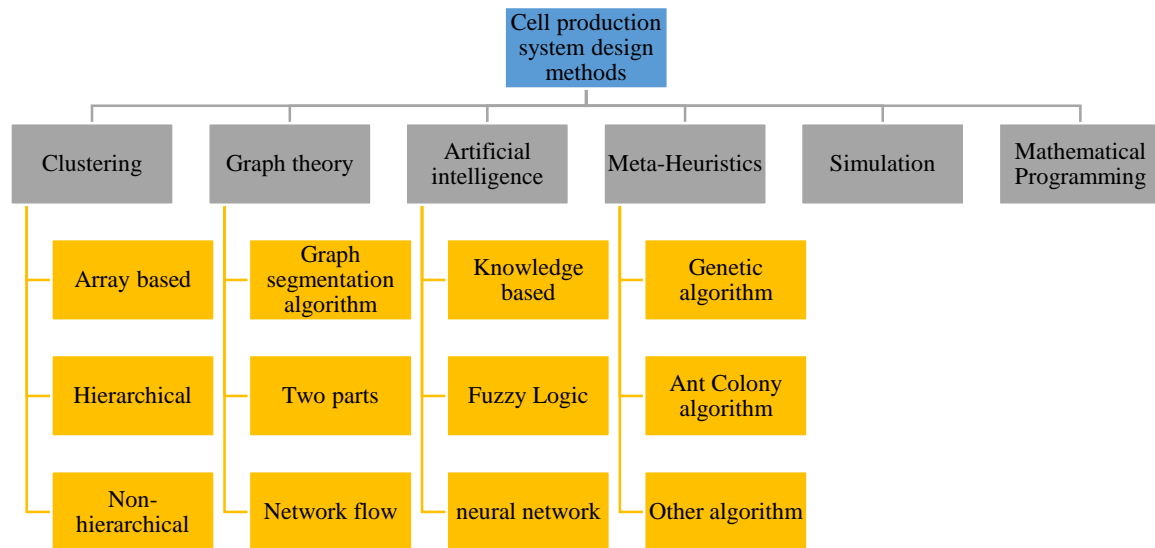 Cell production
system design
methods
Clustering
Graph theory
Artificial
intelligence
Meta-Heuristics
Simulation
Mathematical
Programming
Array based
Graph
segmentation
algorithm
Knowledge
based
Genetic
algorithm
Hierarchical
Two parts
Fuzzy Logic
Ant Colony
algorithm
Non-
hierarchical
Network flow
neural network
Other algorithm